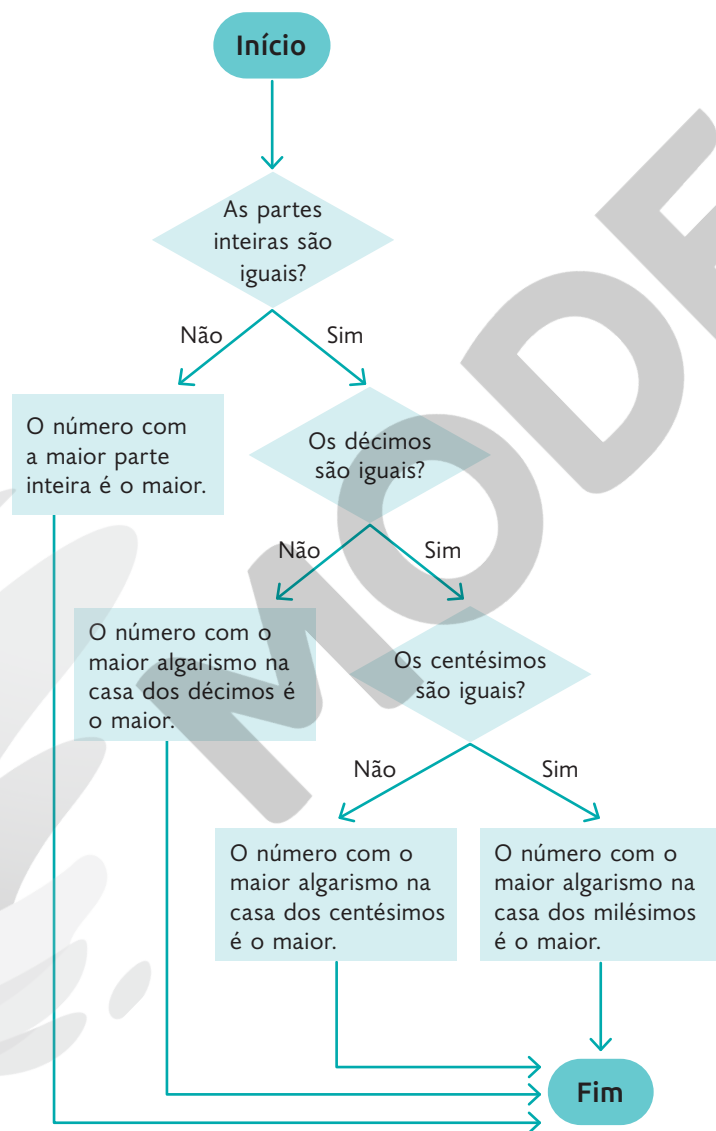 Início
As partes
inteiras são
iguais?
Não
Sim
O número com
a maior parte
inteira é o maior.
Os décimos
são iguais?
Não
Sim
O número com o
maior algarismo na
casa dos décimos é
o maior.
Os centésimos
são iguais?
Não
Sim
O número com o
maior algarismo na
casa dos centésimos
é o maior.
O número com o
maior algarismo na
casa dos milésimos
é o maior.
Fim
MODE